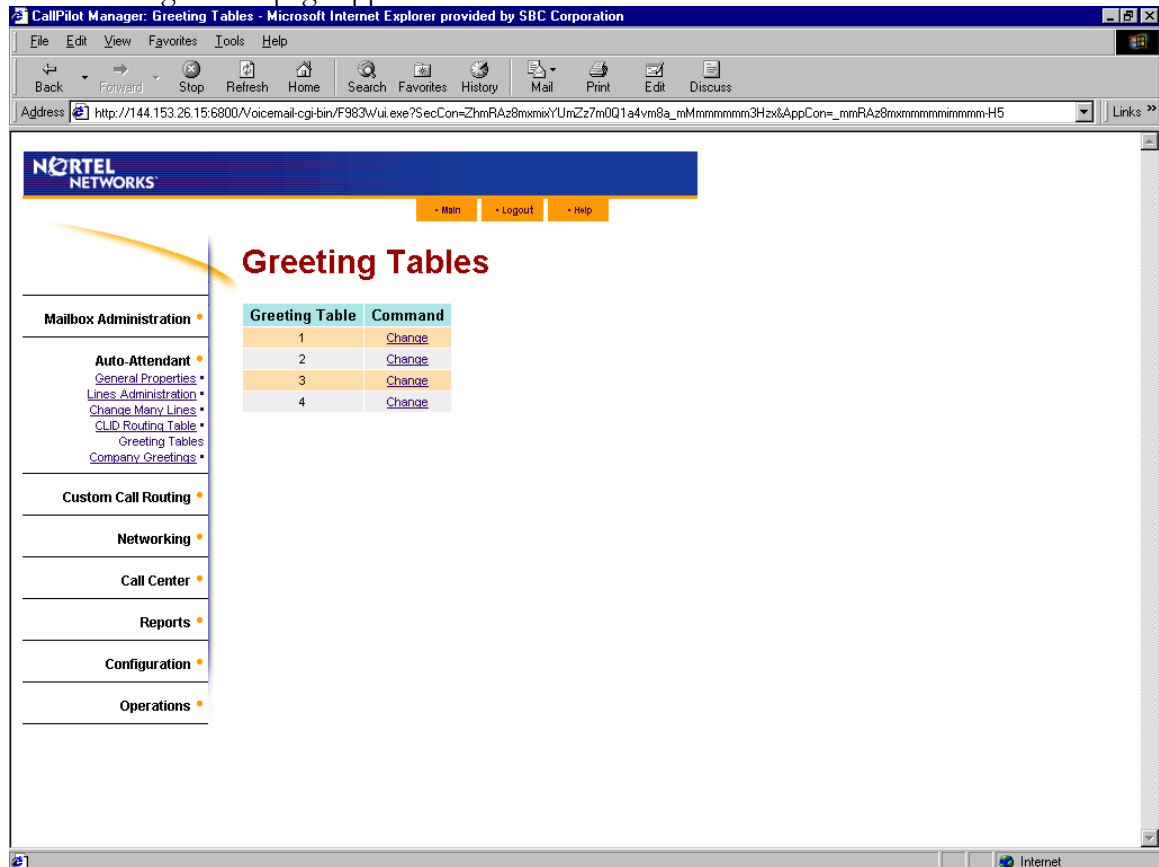 CallPilot Manager: Greeting Tables - Microsoft Internet Explorer provided by SBC Corporation
File Edit View Favorites Tools Help
Back Forward Stop Refresh Home Search Favorites History Mail Print Edit Discuss
Address http://144.153.26.15:6800/Voicemail-cgi-bin/F983Wui.exe?SecCon=ZhmRAz8mxmixYUmZz7m0Q1a4vm8a_mMmmmmmm3Hzx&AppCon=_mmRAz8mxmmmmmimmmm-H5 Links »
NORTEL
NETWORKS
• Main • Logout • Help
Greeting Tables
Greeting Table Command
1 Change
2 Change
3 Change
4 Change
Mailbox Administration •
Auto-Attendant •
General Properties •
Lines Administration •
Change Many Lines •
CLID Routing Table •
Greeting Tables
Company Greetings •
Custom Call Routing •
Networking •
Call Center •
Reports •
Configuration •
Operations •
Internet